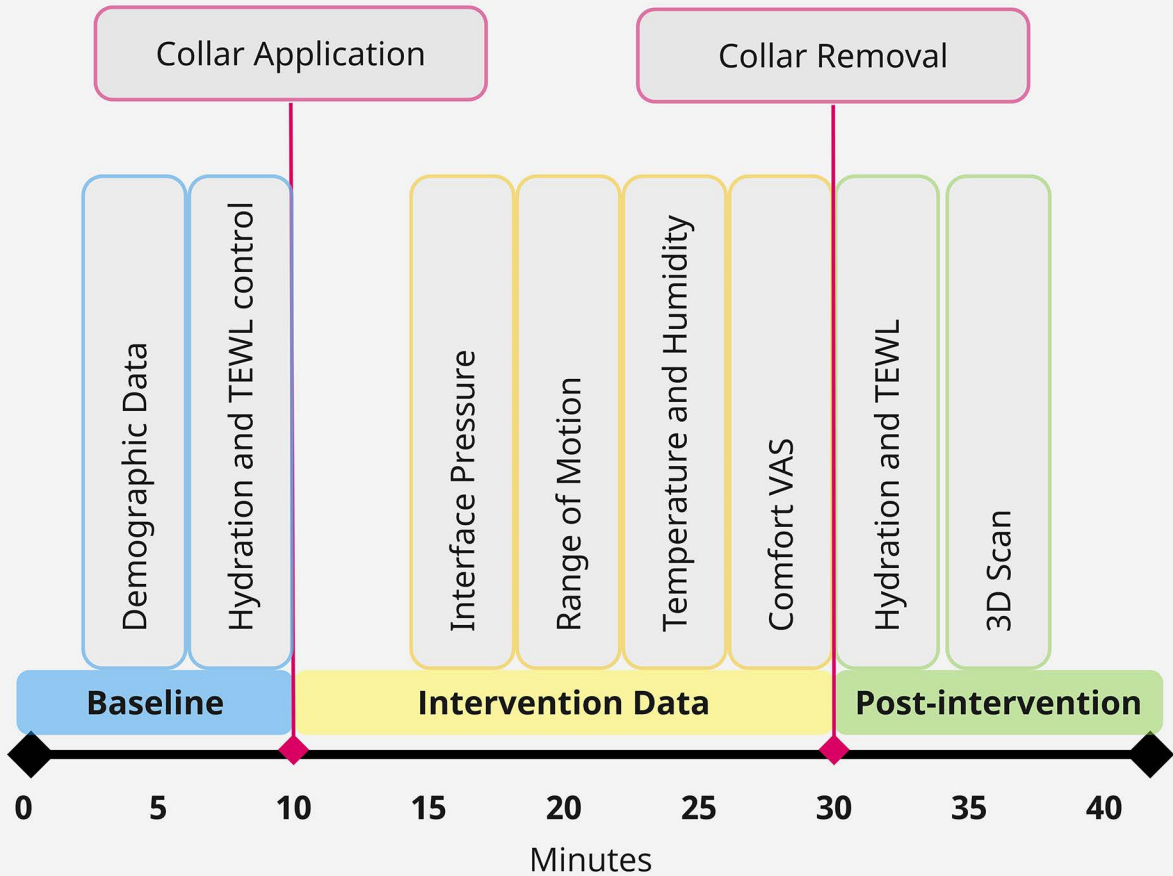 Collar Application
Collar Removal
Demographic Data
Hydration and TEWL control
Interface Pressure
Range of Motion
Temperature and Humidity
Comfort VAS
Hydration and TEWL
3D Scan
Baseline
Intervention Data
Post-intervention
0 5 10 15 20 25 30 35 40
Minutes